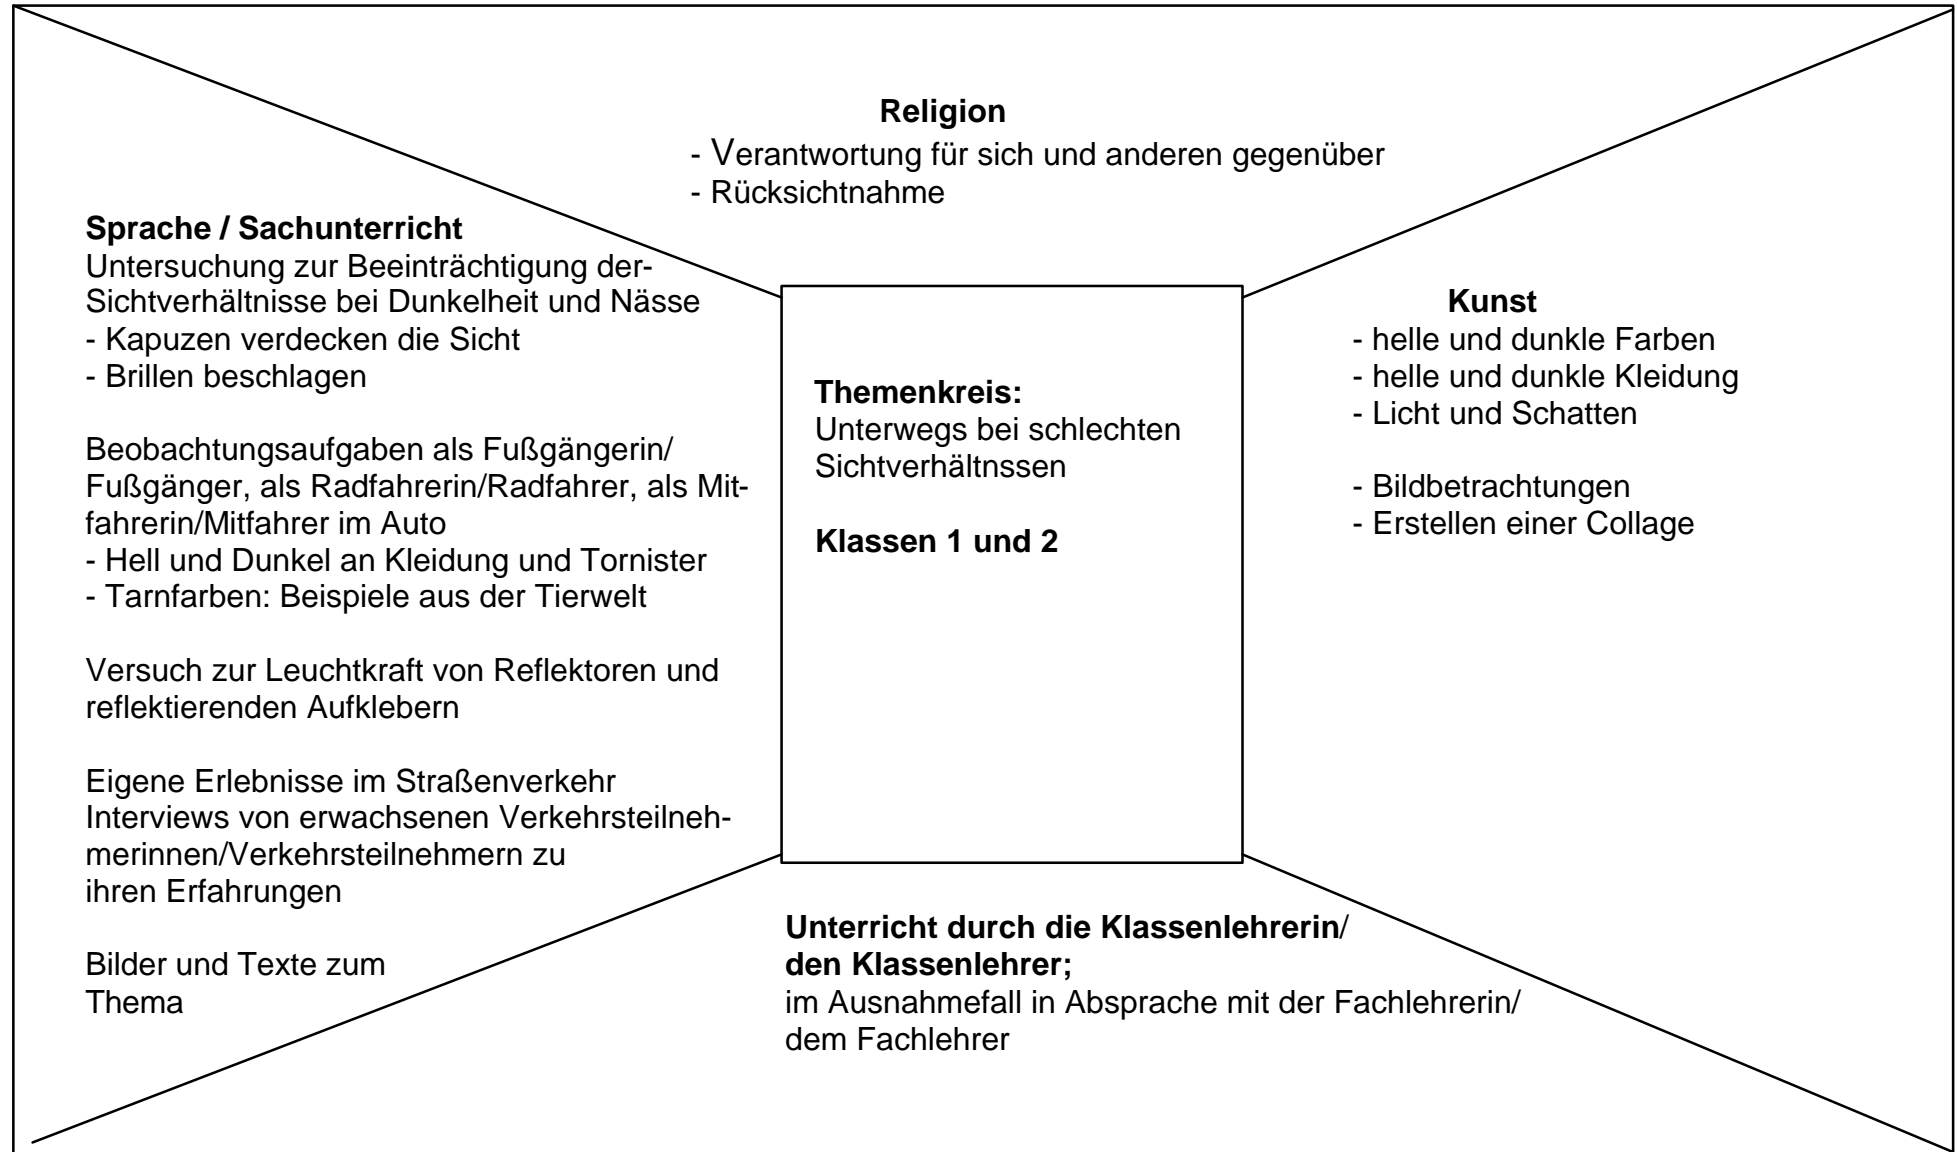 Religion
- Verantwortung für sich und anderen gegenüber
- Rücksichtnahme
Sprache / Sachunterricht
Untersuchung zur Beeinträchtigung der-
Sichtverhältnisse bei Dunkelheit und Nässe
- Kapuzen verdecken die Sicht
- Brillen beschlagen
Beobachtungsaufgaben als Fußgängerin/
Fußgänger, als Radfahrerin/Radfahrer, als Mit-
fahrerin/Mitfahrer im Auto
- Hell und Dunkel an Kleidung und Tornister
- Tarnfarben: Beispiele aus der Tierwelt
Versuch zur Leuchtkraft von Reflektoren und
reflektierenden Aufklebern
Eigene Erlebnisse im Straßenverkehr
Interviews von erwachsenen Verkehrsteilneh-
merinnen/Verkehrsteilnehmern zu
ihren Erfahrungen
Bilder und Texte zum
Thema
Themenkreis:
Unterwegs bei schlechten
Sichtverhältnssen
Klassen 1 und 2
Kunst
- helle und dunkle Farben
- helle und dunkle Kleidung
- Licht und Schatten
- Bildbetrachtungen
- Erstellen einer Collage
Unterricht durch die Klassenlehrerin/
den Klassenlehrer;
im Ausnahmefall in Absprache mit der Fachlehrerin/
dem Fachlehrer